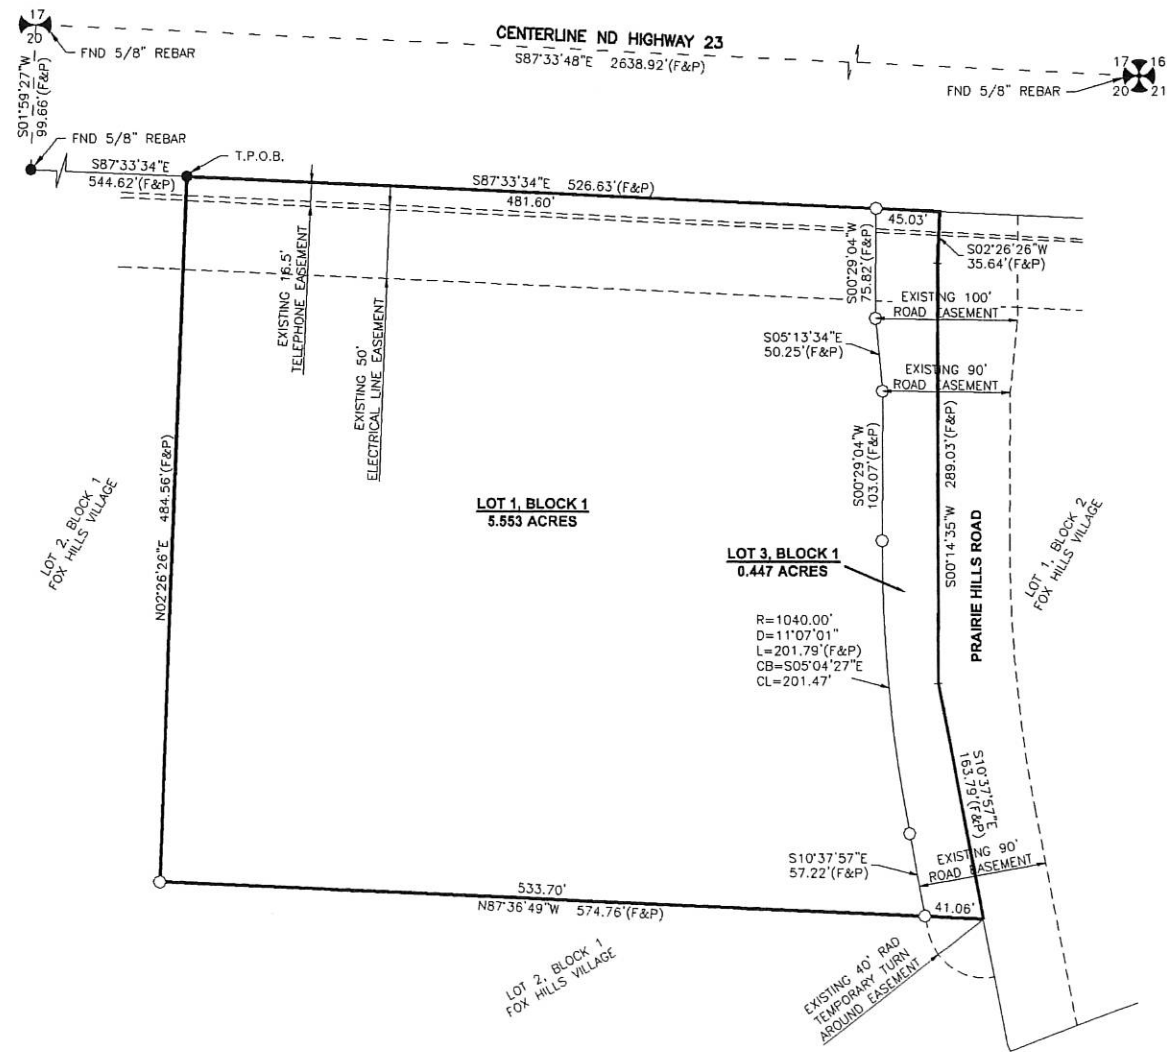 17
20
FND 5/8" REBAR
CENTERLINE ND HIGHWAY 23
S87°33'48"E 2638.92'(F&P)
17 16
20 21
FND 5/8" REBAR
S01°59'27"W
99.66'(F&P)
FND 5/8" REBAR
T.P.O.B.
S87°33'34"E
544.62'(F&P)
S87°33'34"E 526.63'(F&P)
481.60'
45.03'
S02°26'26"W
35.64'(F&P)
S00°29'04"W
75.82'(F&P)
EXISTING 16.5'
TELEPHONE EASEMENT
EXISTING 50'
ELECTRICAL LINE EASEMENT
EXISTING 100'
ROAD EASEMENT
S05°13'34"E
50.25'(F&P)
EXISTING 90'
ROAD EASEMENT
S00°29'04"W
103.07'(F&P)
S00°14'35"W 289.03'(F&P)
N02°26'26"E 484.56'(F&P)
LOT 2, BLOCK 1
FOX HILLS VILLAGE
LOT 1, BLOCK 1
5.553 ACRES
LOT 3, BLOCK 1
0.447 ACRES
PRAIRIE HILLS ROAD
LOT 1, BLOCK 2
FOX HILLS VILLAGE
R=1040.00'
D=11°07'01"
L=201.79'(F&P)
CB=S05°04'27"E
CL=201.47'
S10°37'57"E
163.79'(F&P)
S10°37'57"E
57.22'(F&P)
EXISTING 90'
ROAD EASEMENT
533.70'
N87°36'49"W 574.76'(F&P)
41.06'
LOT 2, BLOCK 1
FOX HILLS VILLAGE
EXISTING 40' RAD
TEMPORARY TURN
AROUND EASEMENT